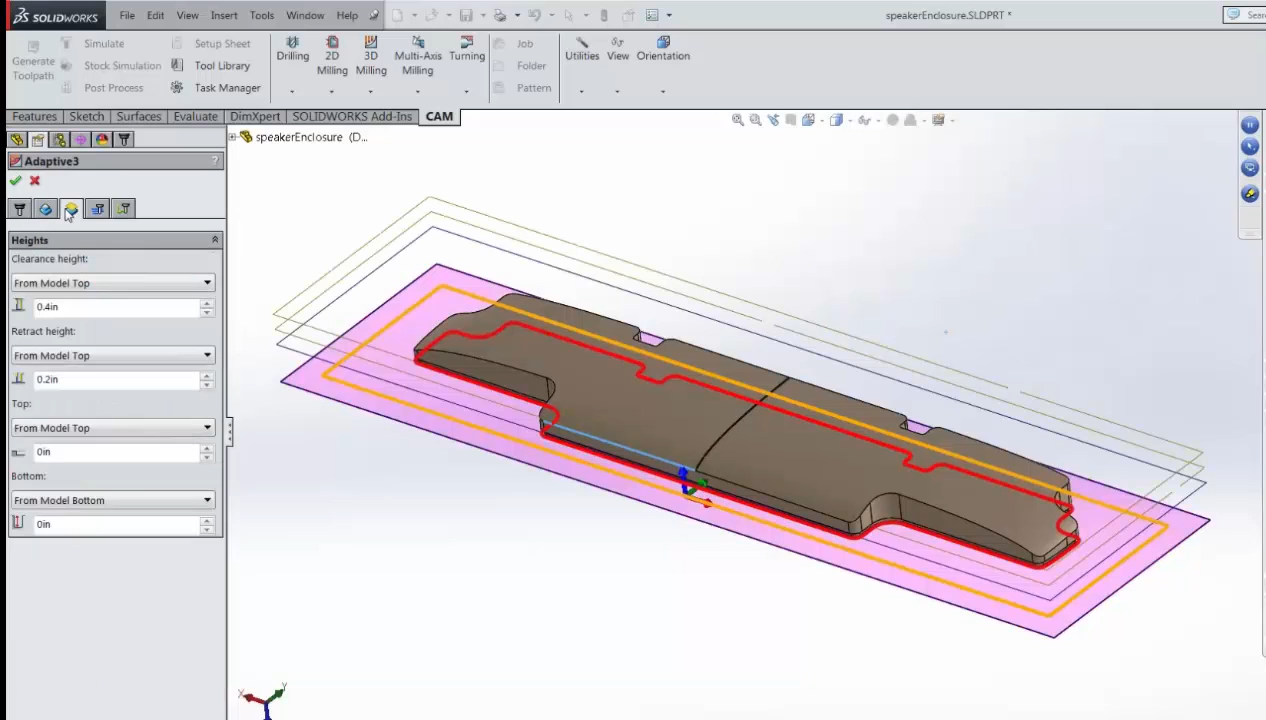 SOLIDWORKS File Edit View Insert Tools Window Help speakerEnclosure.SLDPRT * Sear
Generate Toolpath
Simulate
Stock Simulation
Post Process
Setup Sheet
Tool Library
Task Manager
Drilling
2D Milling
3D Milling
Multi-Axis Milling
Turning
Job
Folder
Pattern
Utilities
View
Orientation
Features Sketch Surfaces Evaluate DimXpert SOLIDWORKS Add-Ins CAM
speakerEnclosure (D...
Adaptive3 ?
Heights
Clearance height:
From Model Top
0.4in
Retract height:
From Model Top
0.2in
Top:
From Model Top
0in
Bottom:
From Model Bottom
0in
X Y